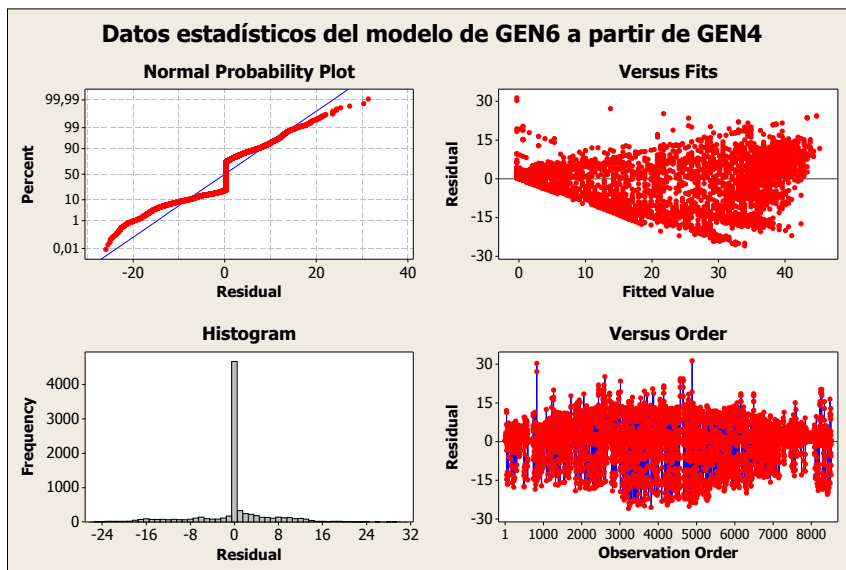 Datos estadísticos del modelo de GEN6 a partir de GEN4
Normal Probability Plot
99,99
99
90
50
10
1
0,01
Percent
-20 0 20 40
Residual
Versus Fits
30
15
0
-15
-30
Residual
0 10 20 30 40
Fitted Value
Histogram
4000
3000
2000
1000
0
Frequency
-24 -16 -8 0 8 16 24 32
Residual
Versus Order
30
15
0
-15
-30
Residual
1 1000 2000 3000 4000 5000 6000 7000 8000
Observation Order